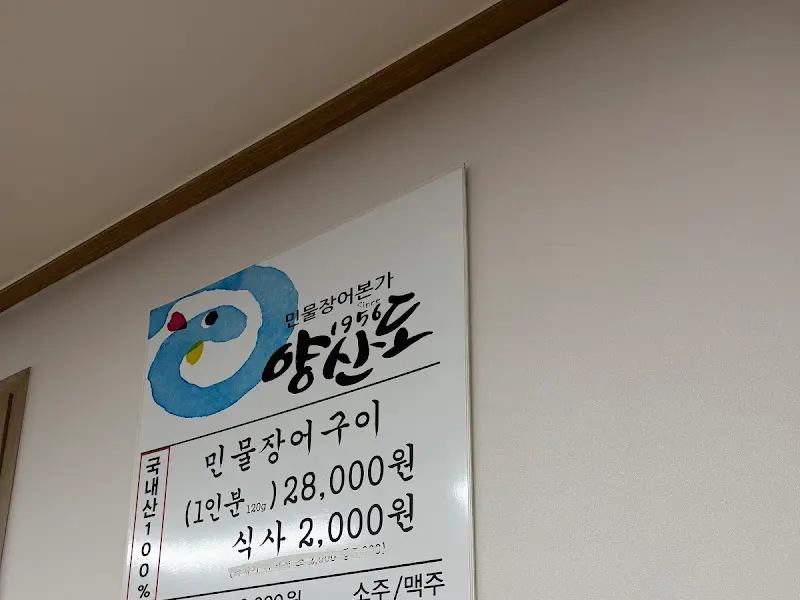 민물장어본가
Since
1956
양산도
민물장어구이
(1인분 120g) 28,000원
식사 2,000원
국내산100%
소주/맥주